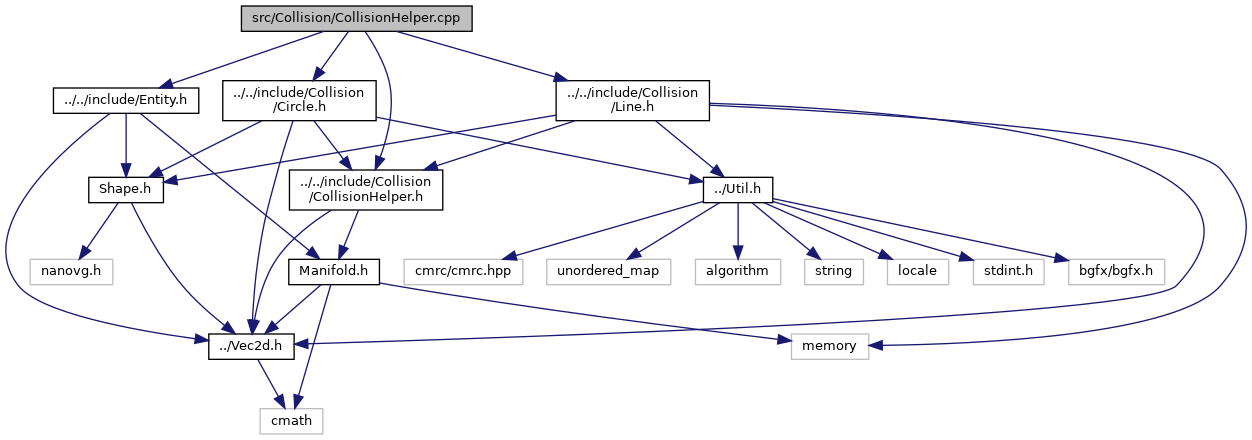 src/Collision/CollisionHelper.cpp
../../include/Entity.h
../../include/Collision
/Circle.h
../../include/Collision
/Line.h
Shape.h
../../include/Collision
/CollisionHelper.h
../Util.h
nanovg.h
Manifold.h
cmrc/cmrc.hpp
unordered_map
algorithm
string
locale
stdint.h
bgfx/bgfx.h
../Vec2d.h
memory
cmath